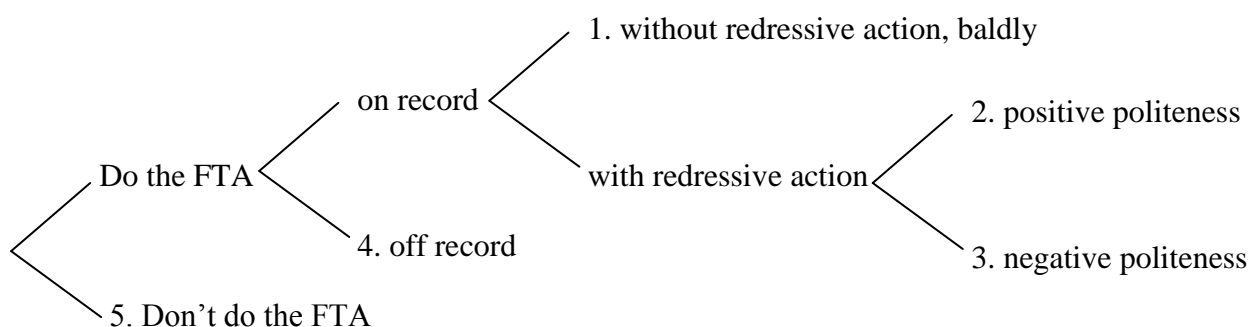 1. without redressive action, baldly
on record
2. positive politeness
Do the FTA
with redressive action
4. off record
3. negative politeness
5. Don’t do the FTA